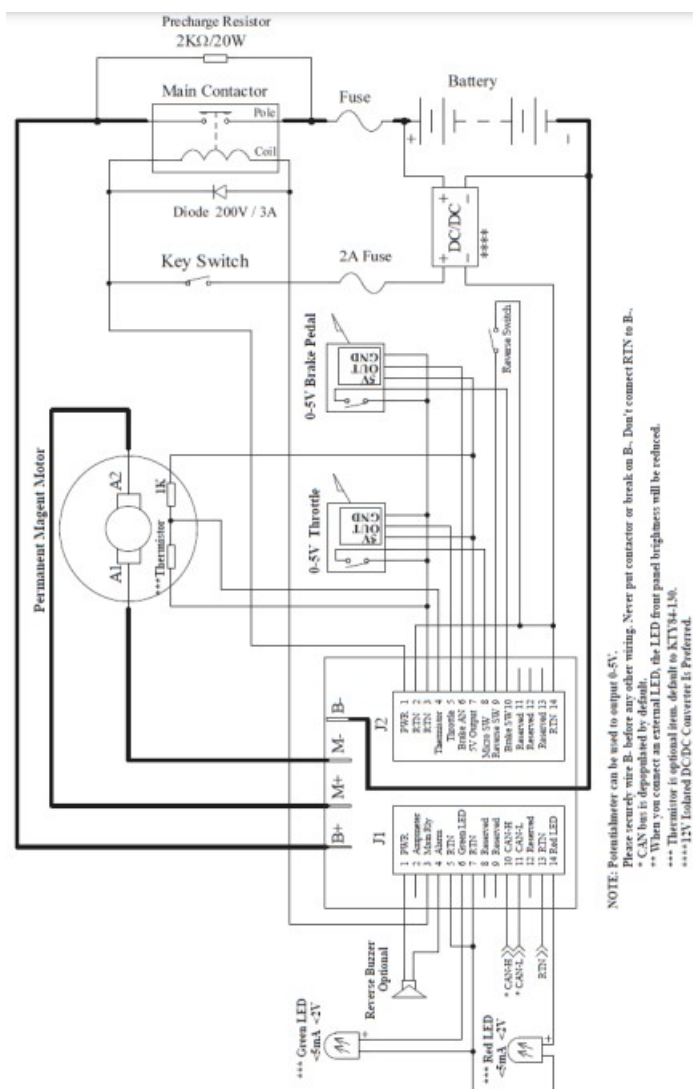 Precharge Resistor
2KΩ/20W
Main Contactor
Pole
Coil
Fuse
Battery
+
−
Diode 200V / 3A
DC/DC
+
−
+
−
****
Key Switch
2A Fuse
Reverse Switch
0-5V Brake Pedal
GND
OUT
5V
0-5V Throttle
GND
OUT
5V
Permanent Magent Motor
A1
A2
***Thermistor
1K
B+
M+
M-
B-
J2
PWR 1
RTN 2
RTN 3
Thermistor 4
Throttle 5
Brake AN 6
5V Output 7
Micro SW 8
Reverse SW 9
Brake SW10
Reserved 11
Reserved 12
Reserved 13
RTN 14
J1
1 PWR
2 Ampmeter
3 Main Rly
4 Alarm
5 RTN
6 Green LED
7 RTN
8 Reserved
9 Reserved
10 CAN-H
11 CAN-L
12 Reserved
13 RTN
14 Red LED
Reverse Buzzer
Optional
*** Green LED
<5mA <2V
+
* CAN-H
* CAN-L
RTN
*** Red LED
<5mA <2V
+
NOTE: Potentialmeter can be used to output 0-5V.
Please securely wire B- before any other wiring. Never put contactor or break on B-. Don't connect RTN to B-.
* CAN bus is depopulated by default.
** When you connect an external LED, the LED front panel brightness will be reduced.
*** Thermistor is optional item, default to KTY84-130.
****12V Isolated DC/DC Converter Is Preferred.